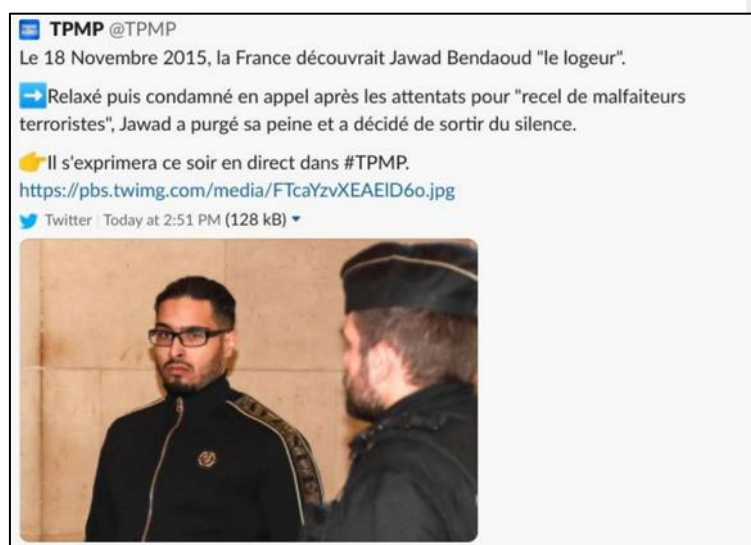 TPMP @TPMP
Le 18 Novembre 2015, la France découvrait Jawad Bendaoud "le logeur".
➡Relaxé puis condamné en appel après les attentats pour "recel de malfaiteurs
terroristes", Jawad a purgé sa peine et a décidé de sortir du silence.
👉Il s'exprimera ce soir en direct dans #TPMP.
https://pbs.twimg.com/media/FTcaYzvXEAElD6o.jpg
Twitter | Today at 2:51 PM (128 kB)